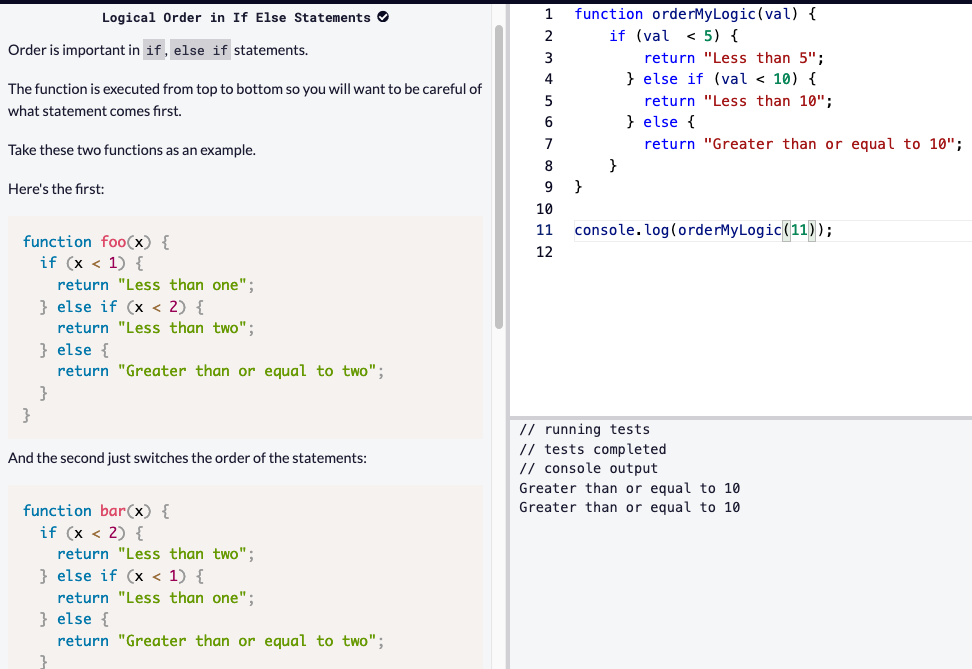 Logical Order in If Else Statements
Order is important in if, else if statements.
The function is executed from top to bottom so you will want to be careful of
what statement comes first.
Take these two functions as an example.
Here's the first:
function foo(x) {
  if (x < 1) {
    return "Less than one";
  } else if (x < 2) {
    return "Less than two";
  } else {
    return "Greater than or equal to two";
  }
}
And the second just switches the order of the statements:
function bar(x) {
  if (x < 2) {
    return "Less than two";
  } else if (x < 1) {
    return "Less than one";
  } else {
    return "Greater than or equal to two";
  }
1 function orderMyLogic(val) {
2     if (val  < 5) {
3         return "Less than 5";
4       } else if (val < 10) {
5         return "Less than 10";
6       } else {
7         return "Greater than or equal to 10";
8     }
9 }
10
11 console.log(orderMyLogic(11));
12
// running tests
// tests completed
// console output
Greater than or equal to 10
Greater than or equal to 10